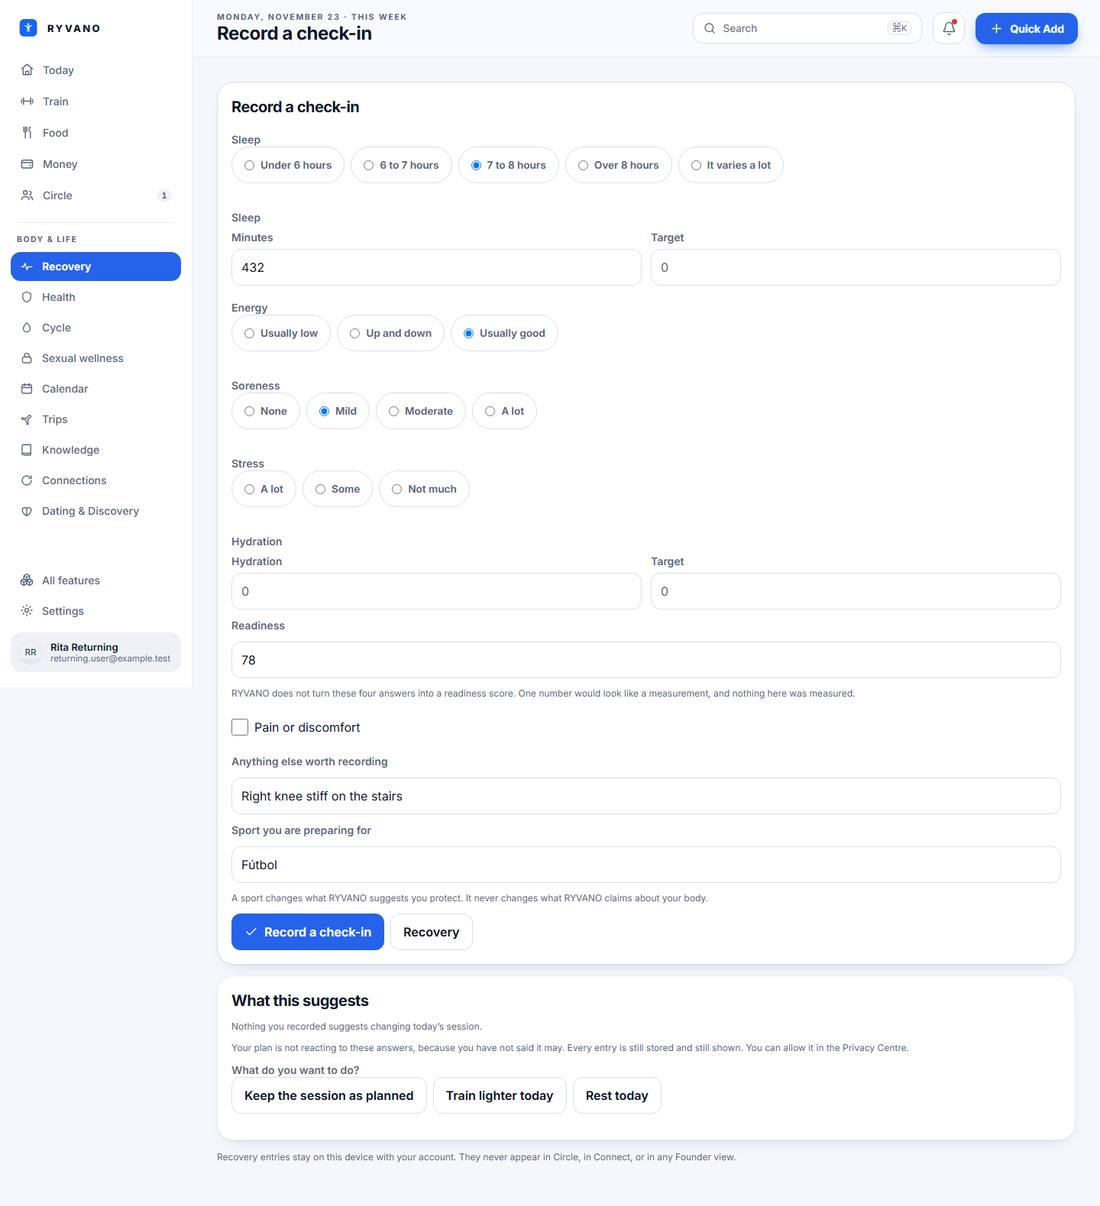 RYVANO
Today
Train
Food
Money
Circle
1
BODY & LIFE
Recovery
Health
Cycle
Sexual wellness
Calendar
Trips
Knowledge
Connections
Dating & Discovery
All features
Settings
RR
Rita Returning
returning.user@example.test
MONDAY, NOVEMBER 23 · THIS WEEK
Record a check-in
Search
⌘K
Quick Add
Record a check-in
Sleep
Under 6 hours
6 to 7 hours
7 to 8 hours
Over 8 hours
It varies a lot
Sleep
Minutes
Target
432
0
Energy
Usually low
Up and down
Usually good
Soreness
None
Mild
Moderate
A lot
Stress
A lot
Some
Not much
Hydration
Hydration
Target
0
0
Readiness
78
RYVANO does not turn these four answers into a readiness score. One number would look like a measurement, and nothing here was measured.
Pain or discomfort
Anything else worth recording
Right knee stiff on the stairs
Sport you are preparing for
Fútbol
A sport changes what RYVANO suggests you protect. It never changes what RYVANO claims about your body.
Record a check-in
Recovery
What this suggests
Nothing you recorded suggests changing today's session.
Your plan is not reacting to these answers, because you have not said it may. Every entry is still stored and still shown. You can allow it in the Privacy Centre.
What do you want to do?
Keep the session as planned
Train lighter today
Rest today
Recovery entries stay on this device with your account. They never appear in Circle, in Connect, or in any Founder view.